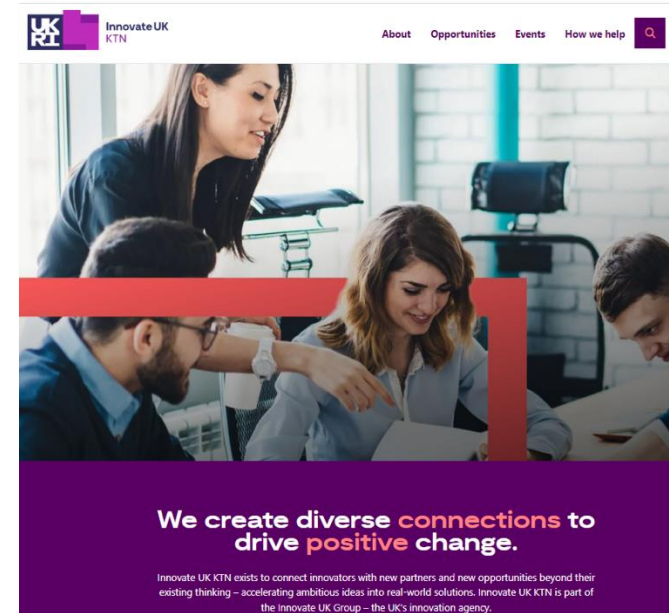 UK
RI
Innovate UK
KTN
About Opportunities Events How we help
We create diverse connections to
drive positive change.
Innovate UK KTN exists to connect innovators with new partners and new opportunities beyond their
existing thinking – accelerating ambitious ideas into real-world solutions. Innovate UK KTN is part of
the Innovate UK Group – the UK's innovation agency.